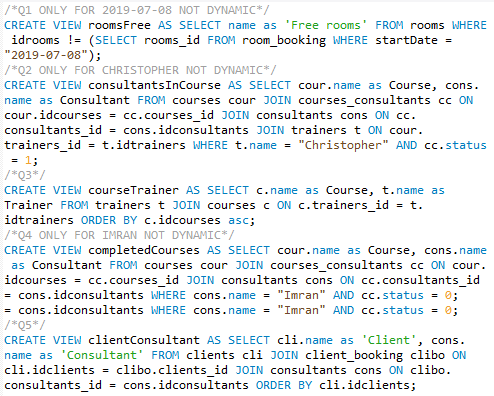 /*Q1 ONLY FOR 2019-07-08 NOT DYNAMIC*/
CREATE VIEW roomsFree AS SELECT name as 'Free rooms' FROM rooms WHERE
idrooms != (SELECT rooms_id FROM room_booking WHERE startDate =
"2019-07-08");
/*Q2 ONLY FOR CHRISTOPHER NOT DYNAMIC*/
CREATE VIEW consultantsInCourse AS SELECT cour.name as Course, cons.
name as Consultant FROM courses cour JOIN courses_consultants cc ON
cour.idcourses = cc.courses_id JOIN consultants cons ON cc.
consultants_id = cons.idconsultants JOIN trainers t ON cour.
trainers_id = t.idtrainers WHERE t.name = "Christopher" AND cc.status
= 1;
/*Q3*/
CREATE VIEW courseTrainer AS SELECT c.name as Course, t.name as
Trainer FROM trainers t JOIN courses c ON c.trainers_id = t.
idtrainers ORDER BY c.idcourses asc;
/*Q4 ONLY FOR IMRAN NOT DYNAMIC*/
CREATE VIEW completedCourses AS SELECT cour.name as Course, cons.name
as Consultant FROM courses cour JOIN courses_consultants cc ON cour.
idcourses = cc.courses_id JOIN consultants cons ON cc.consultants_id
= cons.idconsultants WHERE cons.name = "Imran" AND cc.status = 0;
= cons.idconsultants WHERE cons.name = "Imran" AND cc.status = 0;
/*Q5*/
CREATE VIEW clientConsultant AS SELECT cli.name as 'Client', cons.
name as 'Consultant' FROM clients cli JOIN client_booking clibo ON
cli.idclients = clibo.clients_id JOIN consultants cons ON clibo.
consultants_id = cons.idconsultants ORDER BY cli.idclients;